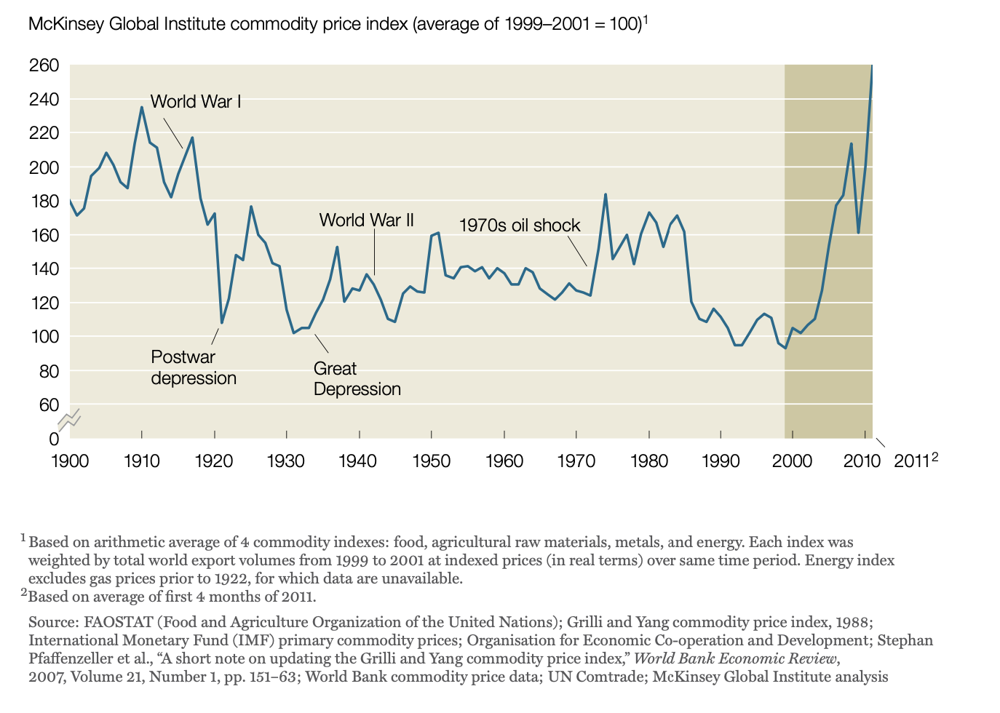 McKinsey Global Institute commodity price index (average of 1999–2001 = 100)¹
260
240
220
200
180
160
140
120
100
80
60
0
World War I
World War II
1970s oil shock
Postwar
depression
Great
Depression
1900 1910 1920 1930 1940 1950 1960 1970 1980 1990 2000 2010 2011²
¹ Based on arithmetic average of 4 commodity indexes: food, agricultural raw materials, metals, and energy. Each index was
weighted by total world export volumes from 1999 to 2001 at indexed prices (in real terms) over same time period. Energy index
excludes gas prices prior to 1922, for which data are unavailable.
²Based on average of first 4 months of 2011.
Source: FAOSTAT (Food and Agriculture Organization of the United Nations); Grilli and Yang commodity price index, 1988;
International Monetary Fund (IMF) primary commodity prices; Organisation for Economic Co-operation and Development; Stephan
Pfaffenzeller et al., “A short note on updating the Grilli and Yang commodity price index,” World Bank Economic Review,
2007, Volume 21, Number 1, pp. 151–63; World Bank commodity price data; UN Comtrade; McKinsey Global Institute analysis